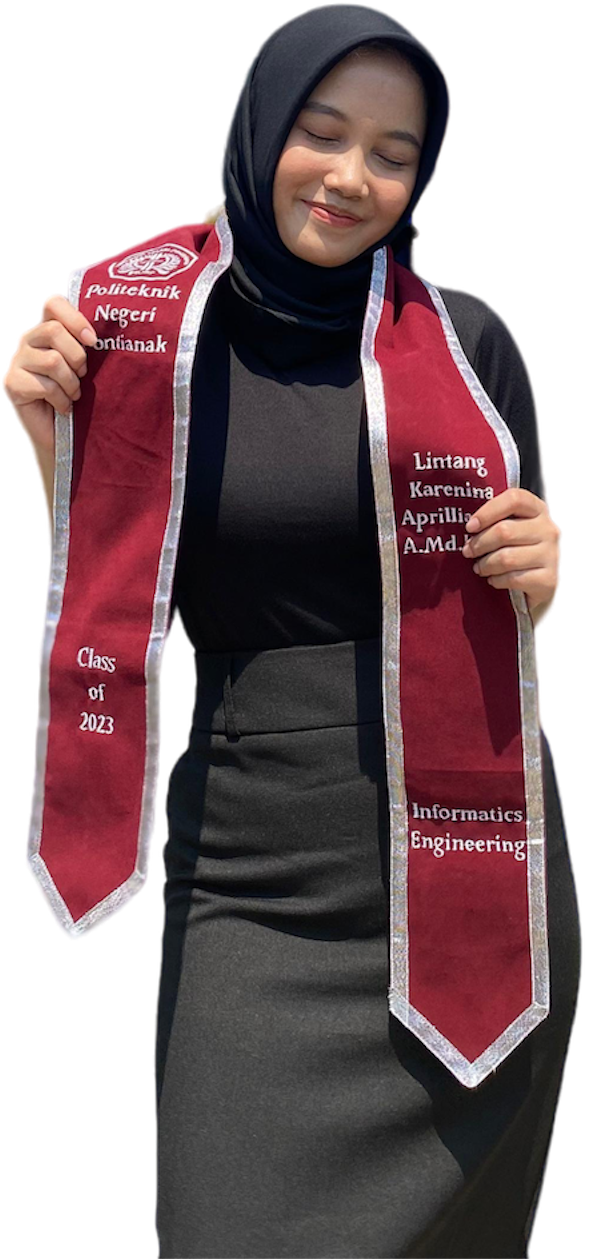 Politeknik
Negeri
ontianak
Class
of
2023
Lintang
Karenina
Aprillia
A.Md.
Informatics
Engineering